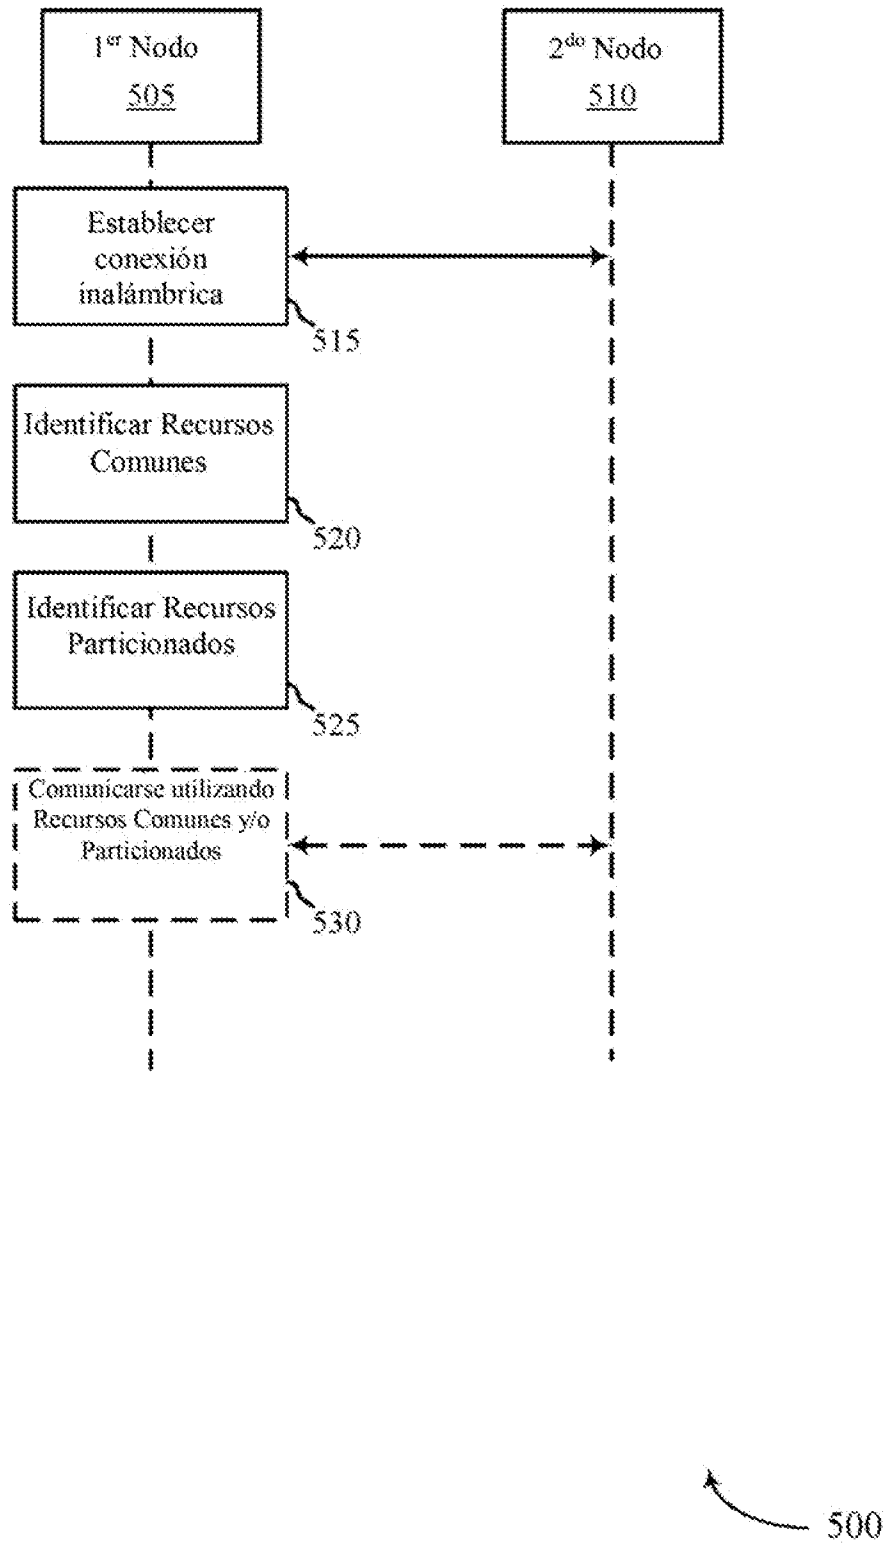 1er Nodo
505
2do Nodo
510
Establecer
conexión
inalámbrica
515
Identificar Recursos
Comunes
520
Identificar Recursos
Particionados
525
Comunicarse utilizando
Recursos Comunes y/o
Particionados
530
500